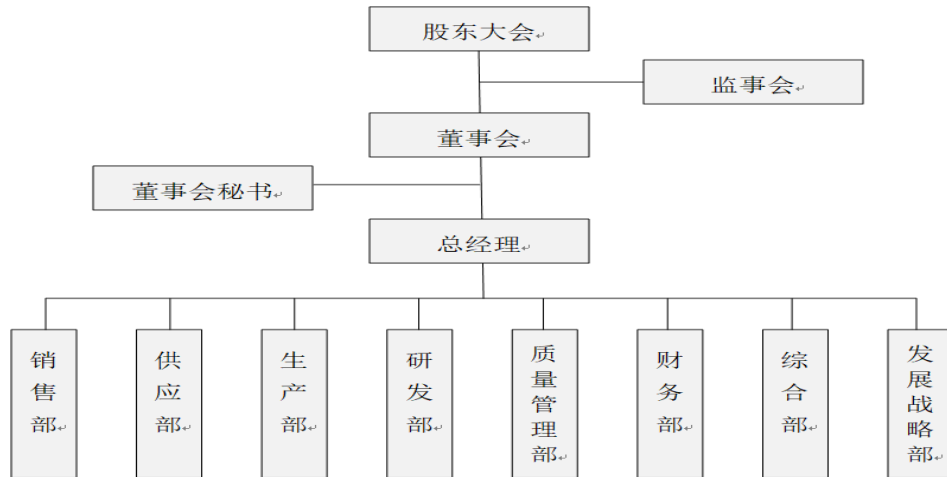 股东大会
监事会
董事会
董事会秘书
总经理
销售部
供应部
生产部
研发部
质量管理部
财务部
综合部
发展战略部